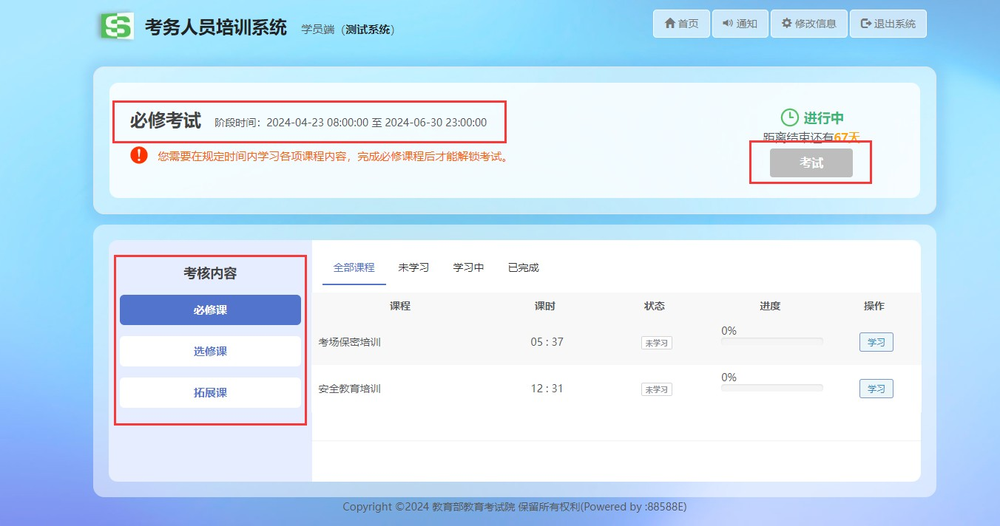 考务人员培训系统 学员端（测试系统） 首页 通知 修改信息 退出系统
必修考试 阶段时间：2024-04-23 08:00:00 至 2024-06-30 23:00:00
进行中
距离结束还有67天
您需要在规定时间内学习各项课程内容，完成必修课程后才能解锁考试。
考试
考核内容
必修课
选修课
拓展课
全部课程 未学习 学习中 已完成
课程 课时 状态 进度 操作
考场保密培训 05 : 37 未学习 0% 学习
安全教育培训 12 : 31 未学习 0% 学习
Copyright ©2024 教育部教育考试院 保留所有权利(Powered by :88588E)